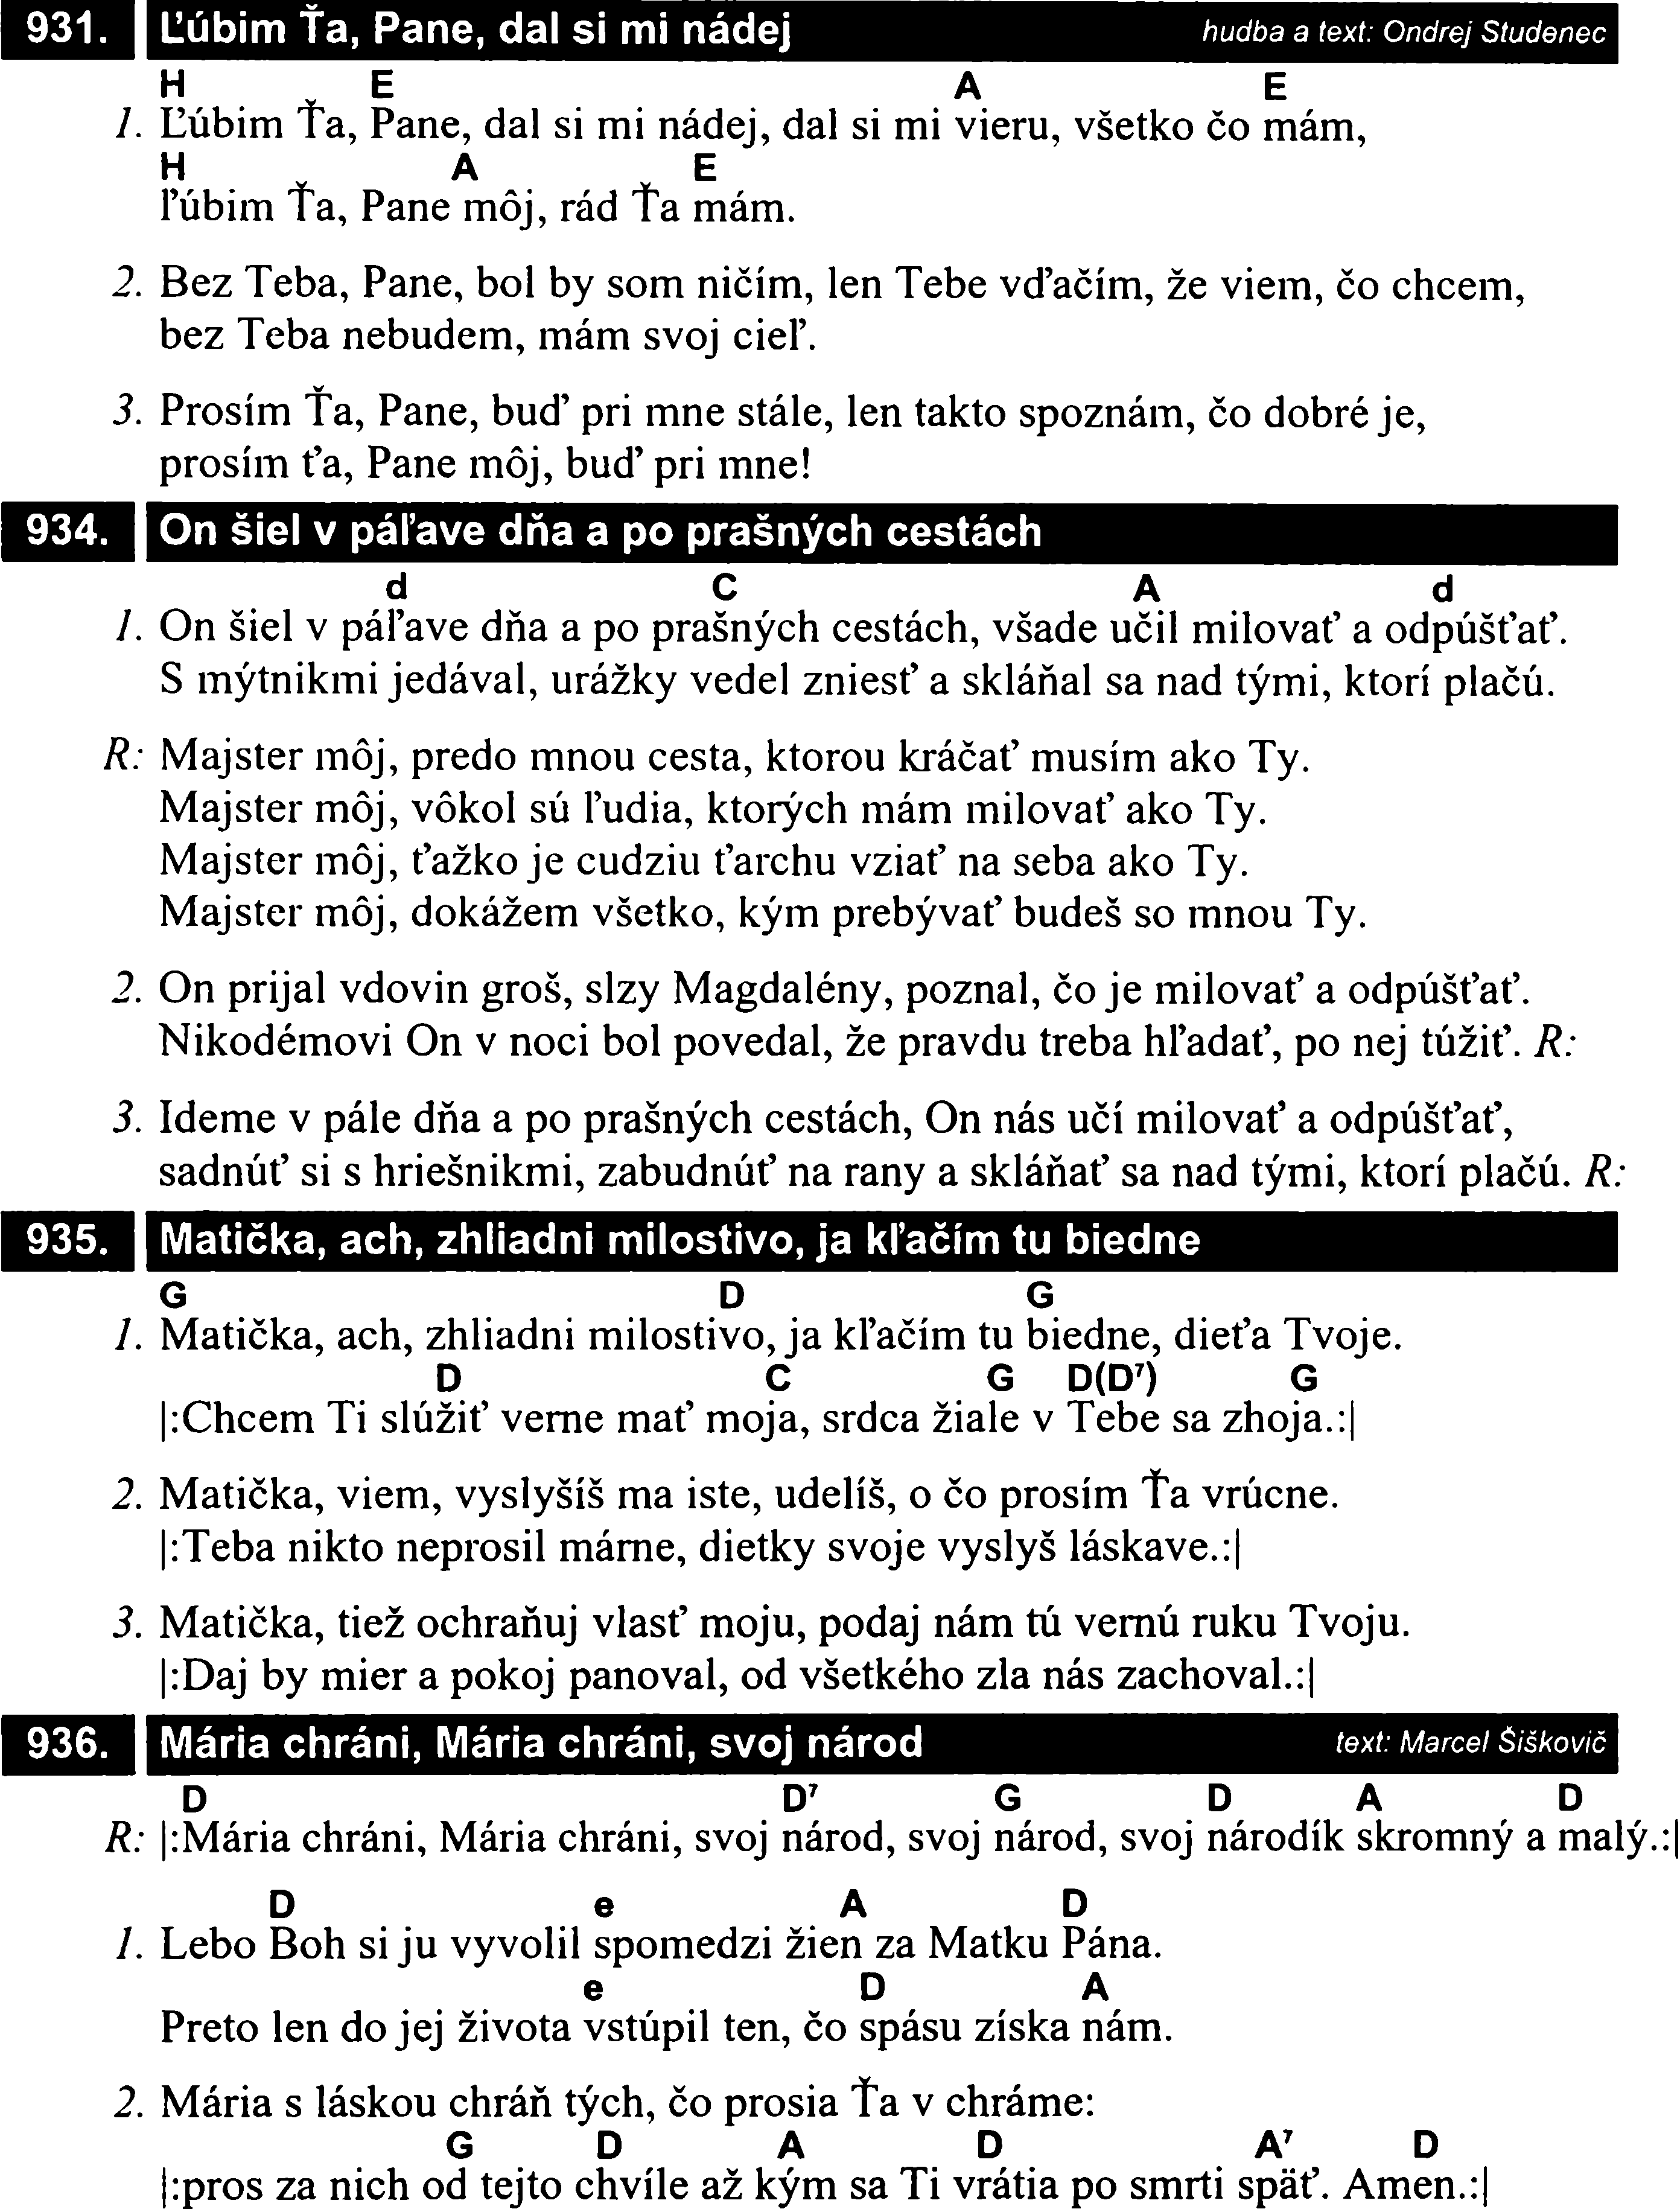 931. Ľúbim Ťa, Pane, dal si mi nádej hudba a text: Ondrej Studenec
H E A E
1. Ľúbim Ťa, Pane, dal si mi nádej, dal si mi vieru, všetko čo mám,
H A E
ľúbim Ťa, Pane môj, rád Ťa mám.
2. Bez Teba, Pane, bol by som ničím, len Tebe vďačím, že viem, čo chcem,
bez Teba nebudem, mám svoj cieľ.
3. Prosím Ťa, Pane, buď pri mne stále, len takto spoznám, čo dobré je,
prosím ťa, Pane môj, buď pri mne!
934. On šiel v páľave dňa a po prašných cestách
d C A d
1. On šiel v páľave dňa a po prašných cestách, všade učil milovať a odpúšťať.
S mýtnikmi jedával, urážky vedel zniesť a skláňal sa nad tými, ktorí plačú.
R: Majster môj, predo mnou cesta, ktorou kráčať musím ako Ty.
Majster môj, vôkol sú ľudia, ktorých mám milovať ako Ty.
Majster môj, ťažko je cudziu ťarchu vziať na seba ako Ty.
Majster môj, dokážem všetko, kým prebývať budeš so mnou Ty.
2. On prijal vdovin groš, slzy Magdalény, poznal, čo je milovať a odpúšťať.
Nikodémovi On v noci bol povedal, že pravdu treba hľadať, po nej túžiť. R:
3. Ideme v pále dňa a po prašných cestách, On nás učí milovať a odpúšťať,
sadnúť si s hriešnikmi, zabudnúť na rany a skláňať sa nad tými, ktorí plačú. R:
935. Matička, ach, zhliadni milostivo, ja kľačím tu biedne
G D G
1. Matička, ach, zhliadni milostivo, ja kľačím tu biedne, dieťa Tvoje.
D C G D(D7) G
|:Chcem Ti slúžiť verne mať moja, srdca žiale v Tebe sa zhoja.:|
2. Matička, viem, vyslyšíš ma iste, udelíš, o čo prosím Ťa vrúcne.
|:Teba nikto neprosil márne, dietky svoje vyslyš láskave.:|
3. Matička, tiež ochraňuj vlasť moju, podaj nám tú vernú ruku Tvoju.
|:Daj by mier a pokoj panoval, od všetkého zla nás zachoval.:|
936. Mária chráni, Mária chráni, svoj národ text: Marcel Šiškovič
D D7 G D A D
R: |:Mária chráni, Mária chráni, svoj národ, svoj národ, svoj národík skromný a malý.:|
D e A D
1. Lebo Boh si ju vyvolil spomedzi žien za Matku Pána.
e D A
Preto len do jej života vstúpil ten, čo spásu získa nám.
2. Mária s láskou chráň tých, čo prosia Ťa v chráme:
G D A D A7 D
|:pros za nich od tejto chvíle až kým sa Ti vrátia po smrti späť. Amen.:|